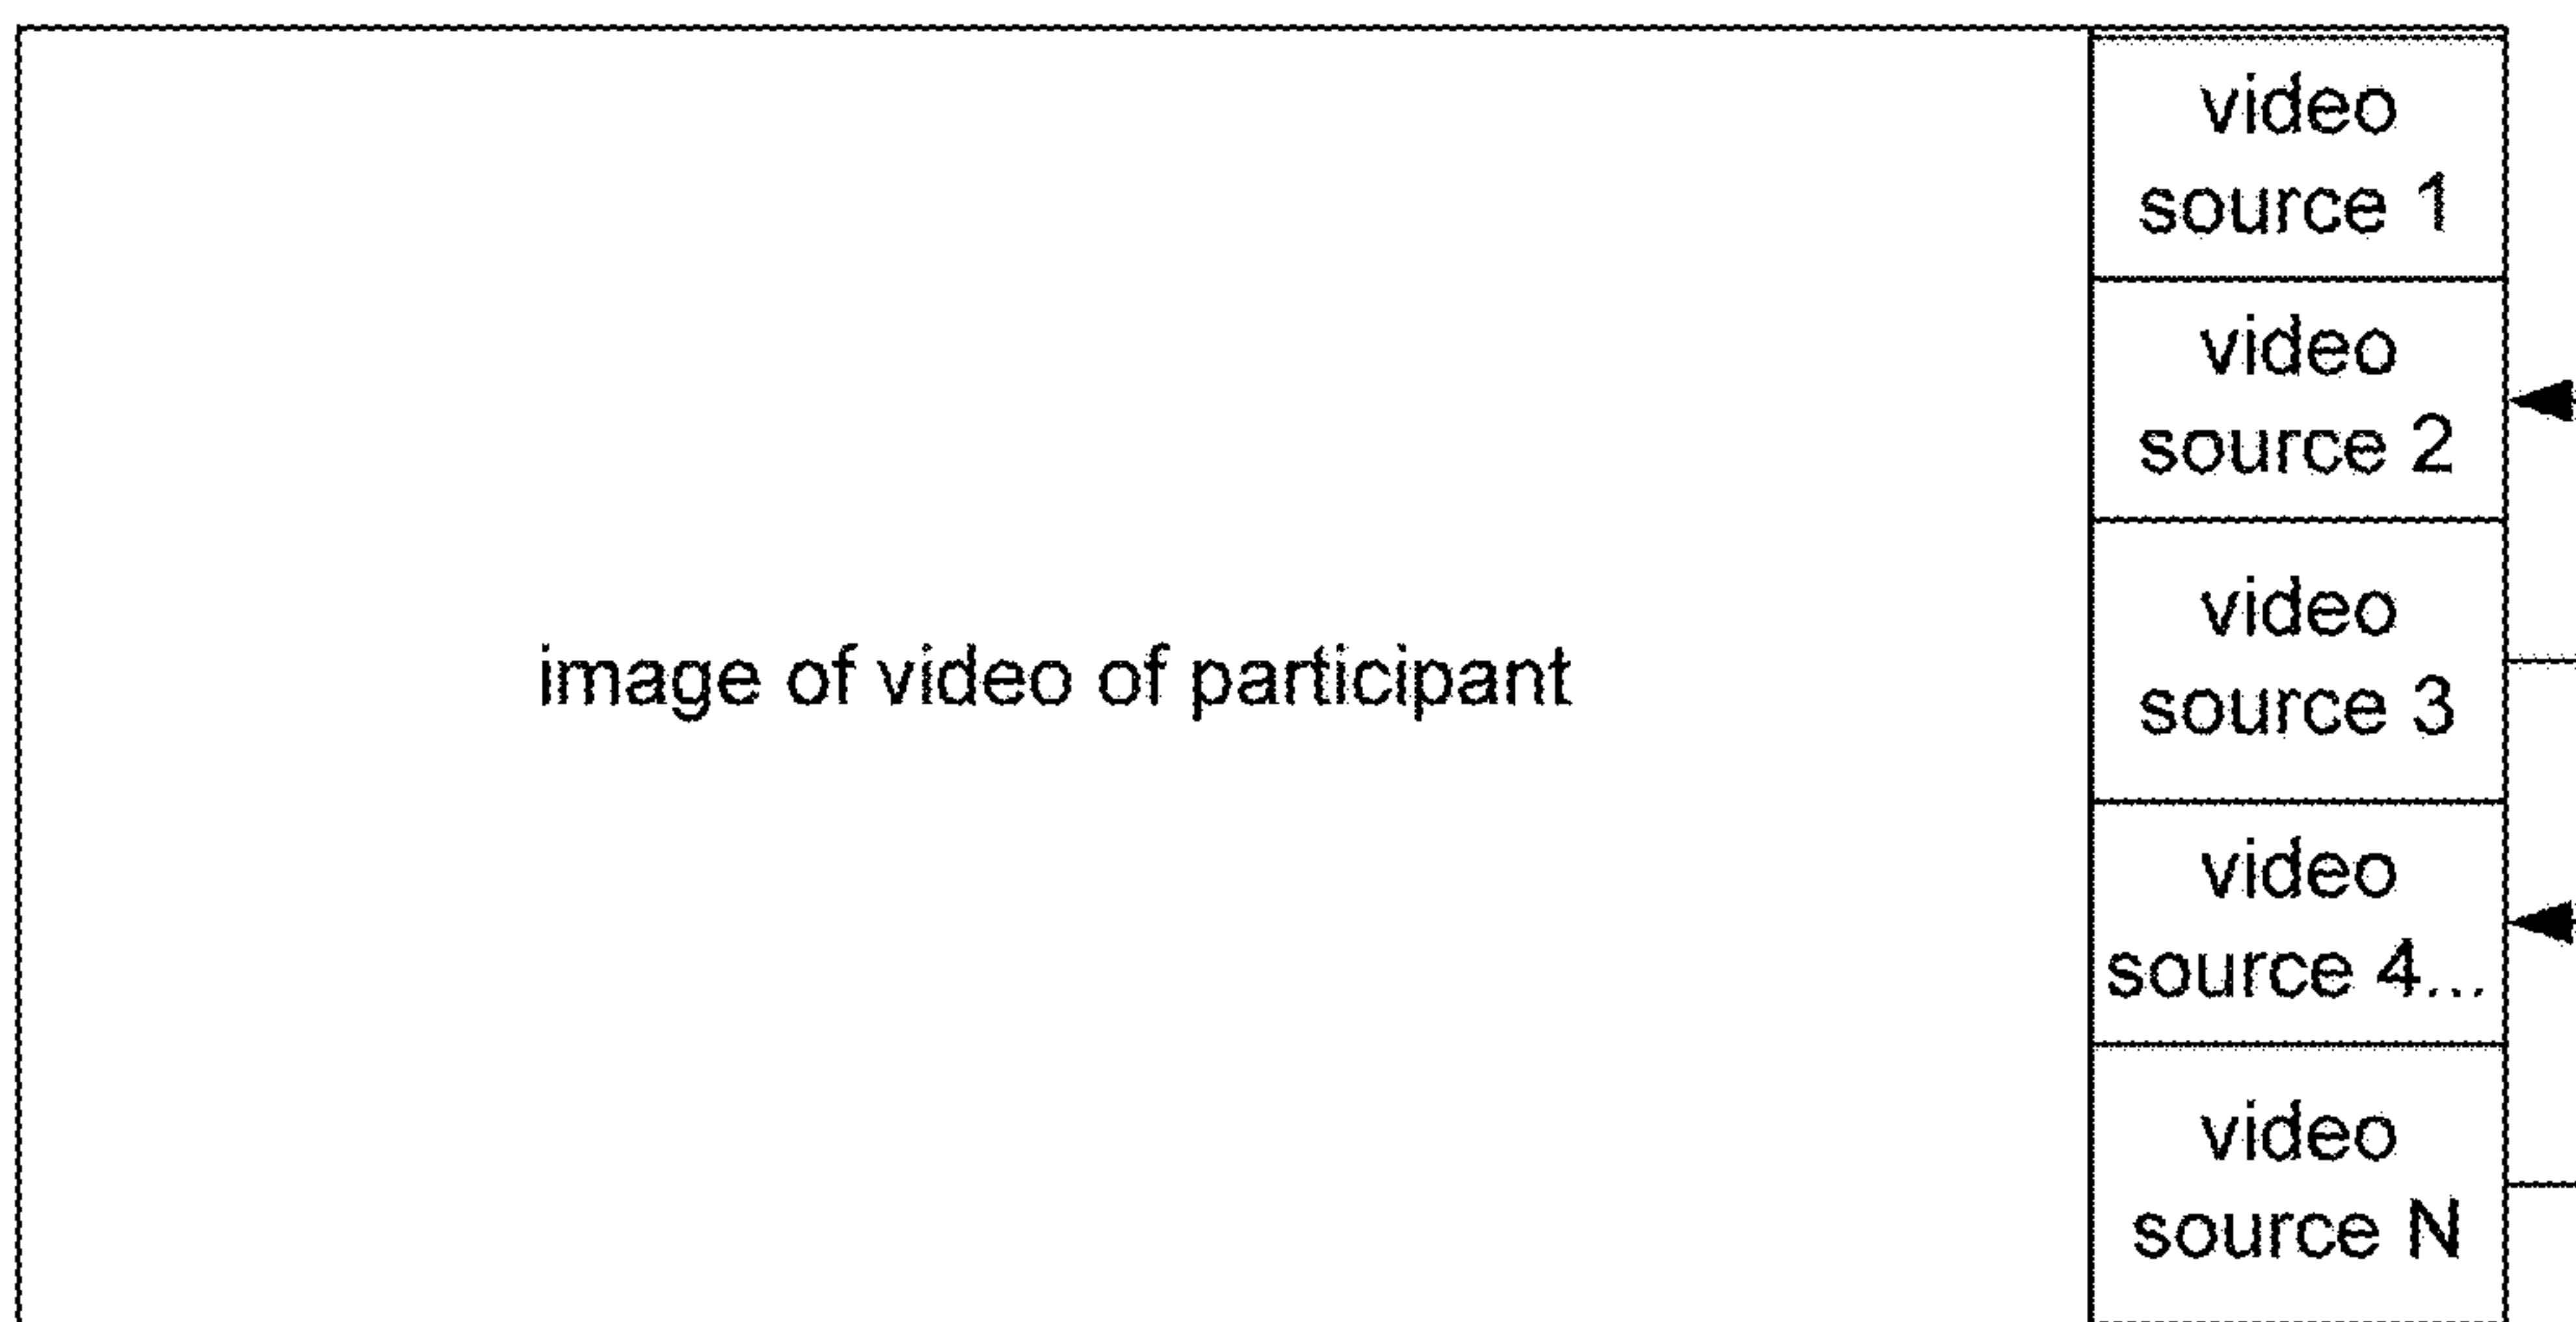 image of video of participant
video
source 1
video
source 2
video
source 3
video
source 4...
video
source N